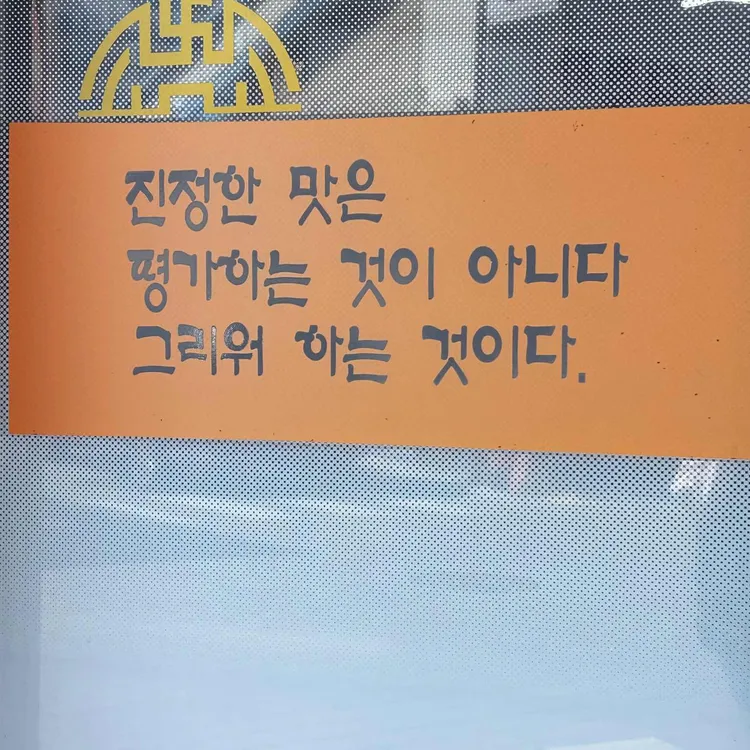 진정한 맛은
평가하는 것이 아니다
그리워 하는 것이다.